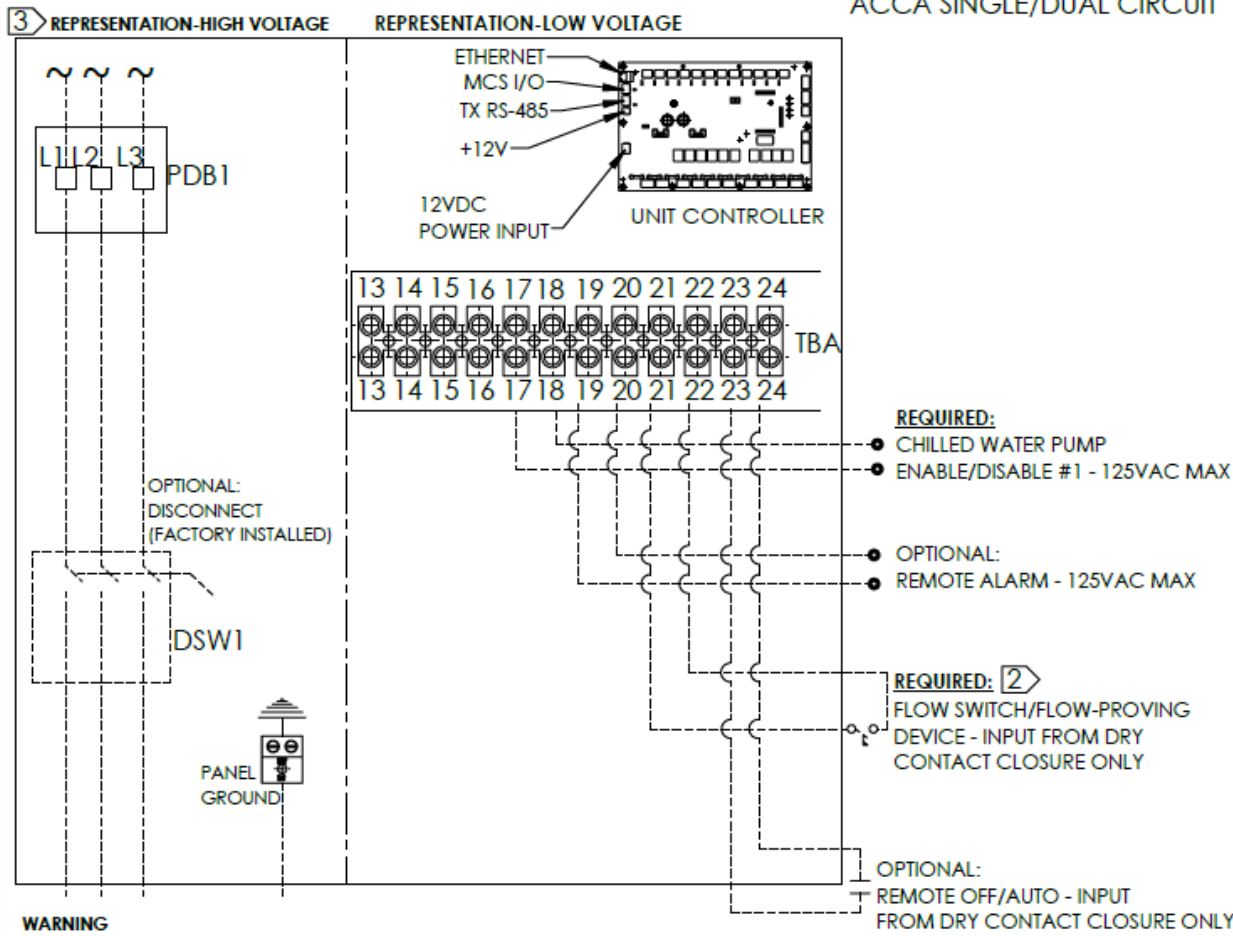 ACCA SINGLE/DUAL CIRCUIT
3 REPRESENTATION-HIGH VOLTAGE
REPRESENTATION-LOW VOLTAGE
ETHERNET
MCS I/O
TX RS-485
+12V
12VDC
POWER INPUT
UNIT CONTROLLER
L1 L2 L3
PDB1
13 14 15 16 17 18 19 20 21 22 23 24
TBA
13 14 15 16 17 18 19 20 21 22 23 24
REQUIRED:
CHILLED WATER PUMP
ENABLE/DISABLE #1 - 125VAC MAX
OPTIONAL:
DISCONNECT
(FACTORY INSTALLED)
OPTIONAL:
REMOTE ALARM - 125VAC MAX
DSW1
REQUIRED: 2
FLOW SWITCH/FLOW-PROVING
DEVICE - INPUT FROM DRY
CONTACT CLOSURE ONLY
PANEL
GROUND
OPTIONAL:
REMOTE OFF/AUTO - INPUT
FROM DRY CONTACT CLOSURE ONLY
WARNING